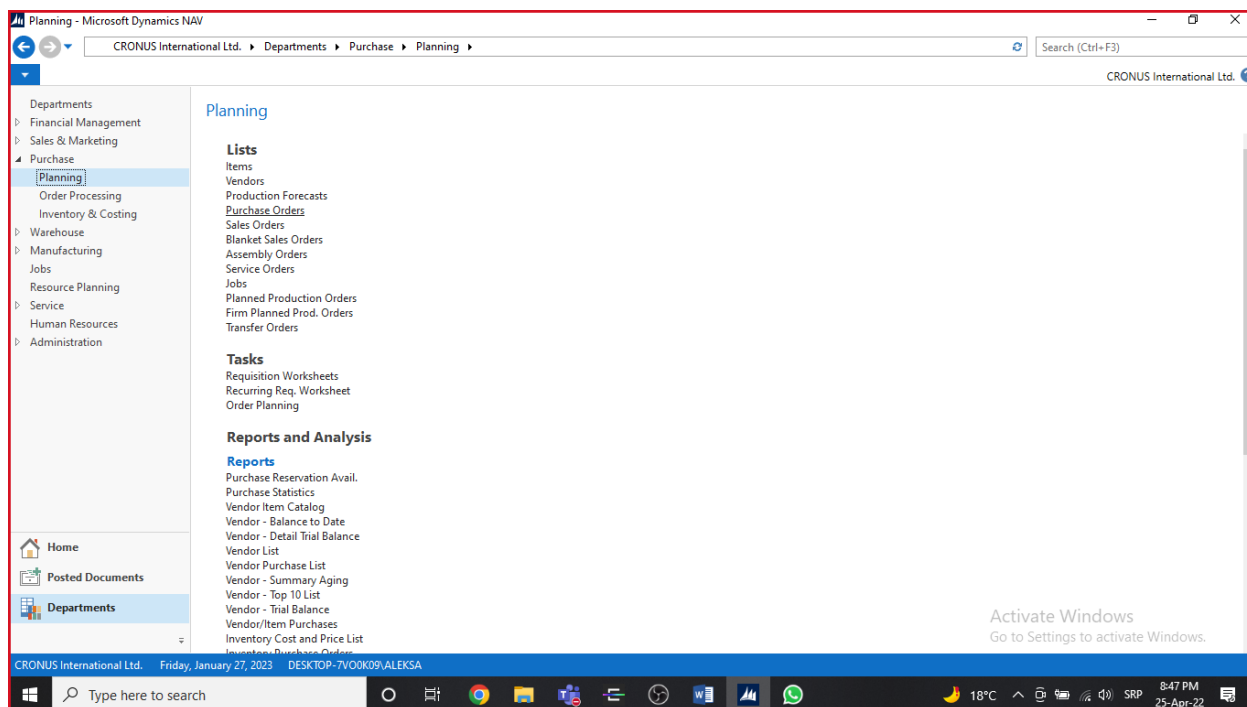 Planning - Microsoft Dynamics NAV
CRONUS International Ltd. Departments Purchase Planning
Search (Ctrl+F3)
CRONUS International Ltd.
Departments
Financial Management
Sales & Marketing
Purchase
Planning
Order Processing
Inventory & Costing
Warehouse
Manufacturing
Jobs
Resource Planning
Service
Human Resources
Administration
Home
Posted Documents
Departments
Planning
Lists
Items
Vendors
Production Forecasts
Purchase Orders
Sales Orders
Blanket Sales Orders
Assembly Orders
Service Orders
Jobs
Planned Production Orders
Firm Planned Prod. Orders
Transfer Orders
Tasks
Requisition Worksheets
Recurring Req. Worksheet
Order Planning
Reports and Analysis
Reports
Purchase Reservation Avail.
Purchase Statistics
Vendor Item Catalog
Vendor - Balance to Date
Vendor - Detail Trial Balance
Vendor List
Vendor Purchase List
Vendor - Summary Aging
Vendor - Top 10 List
Vendor - Trial Balance
Vendor/Item Purchases
Inventory Cost and Price List
Inventory Purchase Orders
Activate Windows
Go to Settings to activate Windows.
CRONUS International Ltd. Friday, January 27, 2023 DESKTOP-7VO0K09\ALEKSA
Type here to search
18°C
SRP
8:47 PM
25-Apr-22